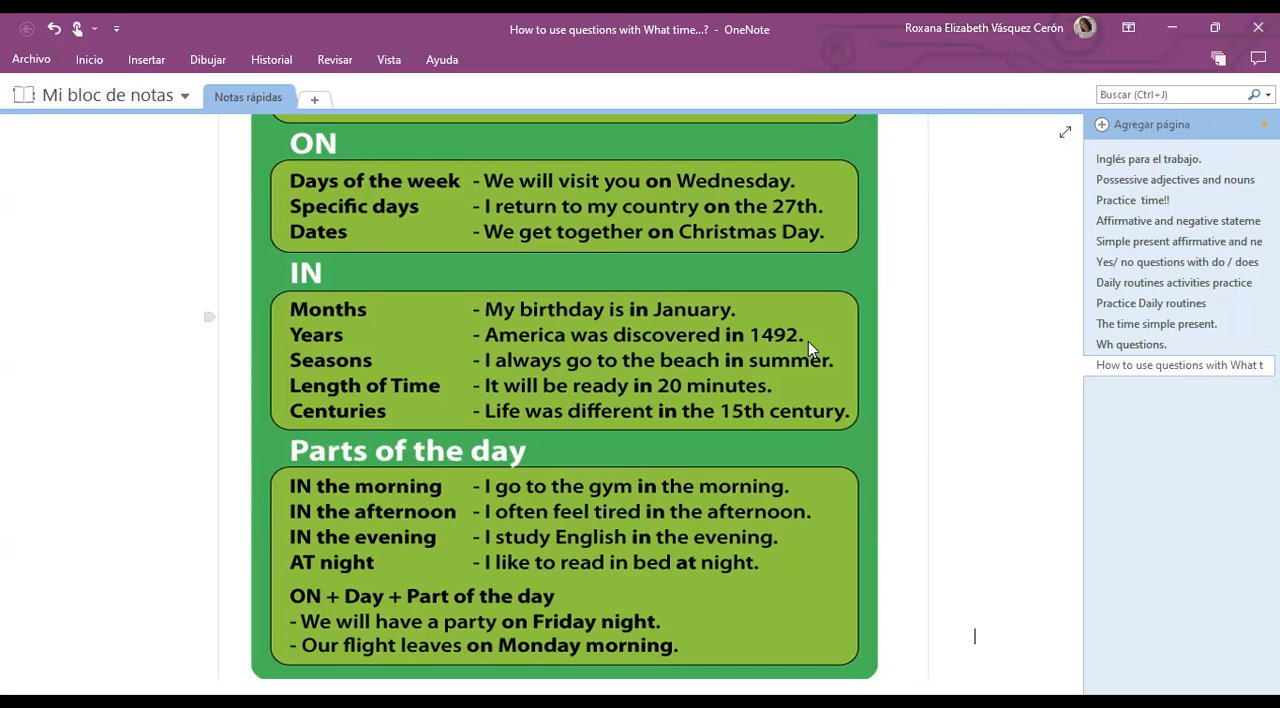 How to use questions with What time...? - OneNote
Roxana Elizabeth Vásquez Cerón
Archivo Inicio Insertar Dibujar Historial Revisar Vista Ayuda
Mi bloc de notas Notas rápidas
Buscar (Ctrl+J)
ON
Days of the week - We will visit you on Wednesday.
Specific days - I return to my country on the 27th.
Dates - We get together on Christmas Day.
IN
Months - My birthday is in January.
Years - America was discovered in 1492.
Seasons - I always go to the beach in summer.
Length of Time - It will be ready in 20 minutes.
Centuries - Life was different in the 15th century.
Parts of the day
IN the morning - I go to the gym in the morning.
IN the afternoon - I often feel tired in the afternoon.
IN the evening - I study English in the evening.
AT night - I like to read in bed at night.
ON + Day + Part of the day
- We will have a party on Friday night.
- Our flight leaves on Monday morning.
Agregar página
Inglés para el trabajo.
Possessive adjectives and nouns
Practice time!!
Affirmative and negative stateme
Simple present affirmative and ne
Yes/ no questions with do / does
Daily routines activities practice
Practice Daily routines
The time simple present.
Wh questions.
How to use questions with What t